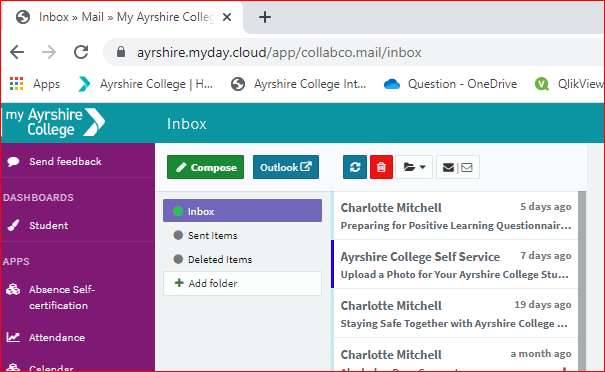 Inbox » Mail » My Ayrshire Colleg
ayrshire.myday.cloud/app/collabco.mail/inbox
Apps
Ayrshire College | H...
Ayrshire College Int...
Question - OneDrive
QlikView
my Ayrshire
College
Inbox
Send feedback
DASHBOARDS
Student
APPS
Absence Self-
certification
Attendance
Calendar
Compose
Outlook
Inbox
Sent Items
Deleted Items
Add folder
Charlotte Mitchell 5 days ago
Preparing for Positive Learning Questionnair...
Ayrshire College Self Service 7 days ago
Upload a Photo for Your Ayrshire College Stu...
Charlotte Mitchell 19 days ago
Staying Safe Together with Ayrshire College ...
Charlotte Mitchell a month ago